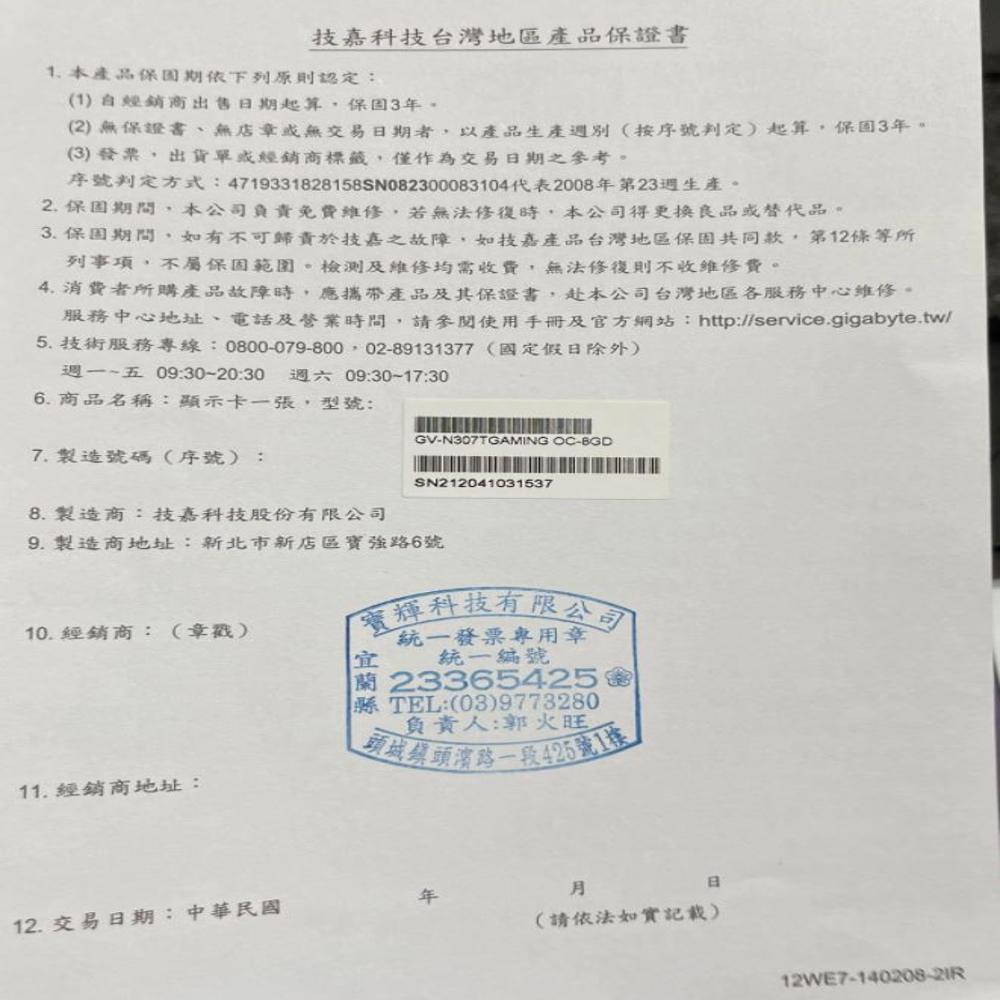 技嘉科技台灣地區產品保證書
1. 本產品保固期依下列原則認定：
(1) 自經銷商出售日期起算，保固3年。
(2) 無保證書、無店章或無交易日期者，以產品生產週別（按序號判定）起算，保固3年。
(3) 發票、出貨單或經銷商標籤，僅作為交易日期之參考。
序號判定方式：4719331828158SN082300083104代表2008年第23週生產。
2. 保固期間，本公司負責免費維修，若無法修復時，本公司得更換良品或替代品。
3. 保固期間，如有不可歸責於技嘉之故障，如技嘉產品台灣地區保固共同款，第12條等所
列事項，不屬保固範圍。檢測及維修均需收費，無法修復則不收維修費。
4. 消費者所購產品故障時，應攜帶產品及其保證書，赴本公司台灣地區各服務中心維修。
服務中心地址、電話及營業時間，請參閱使用手冊及官方網站：http://service.gigabyte.tw/
5. 技術服務專線：0800-079-800，02-89131377（國定假日除外）
週一~五 09:30~20:30 週六 09:30~17:30
6. 商品名稱：顯示卡一張，型號:
GV-N307TGAMING OC-8GD
7. 製造號碼（序號）：
SN212041031537
8. 製造商：技嘉科技股份有限公司
9. 製造商地址：新北市新店區寶強路6號
10. 經銷商：（章戳）
寶輝科技有限公司
統一發票專用章
統一編號
宜蘭縣
23365425
TEL:(03)9773280
負責人:郭火旺
頭城鎮頭濱路一段425號1樓
11. 經銷商地址：
12. 交易日期：中華民國 年 月 日
（請依法如實記載）
12WE7-140208-2IR